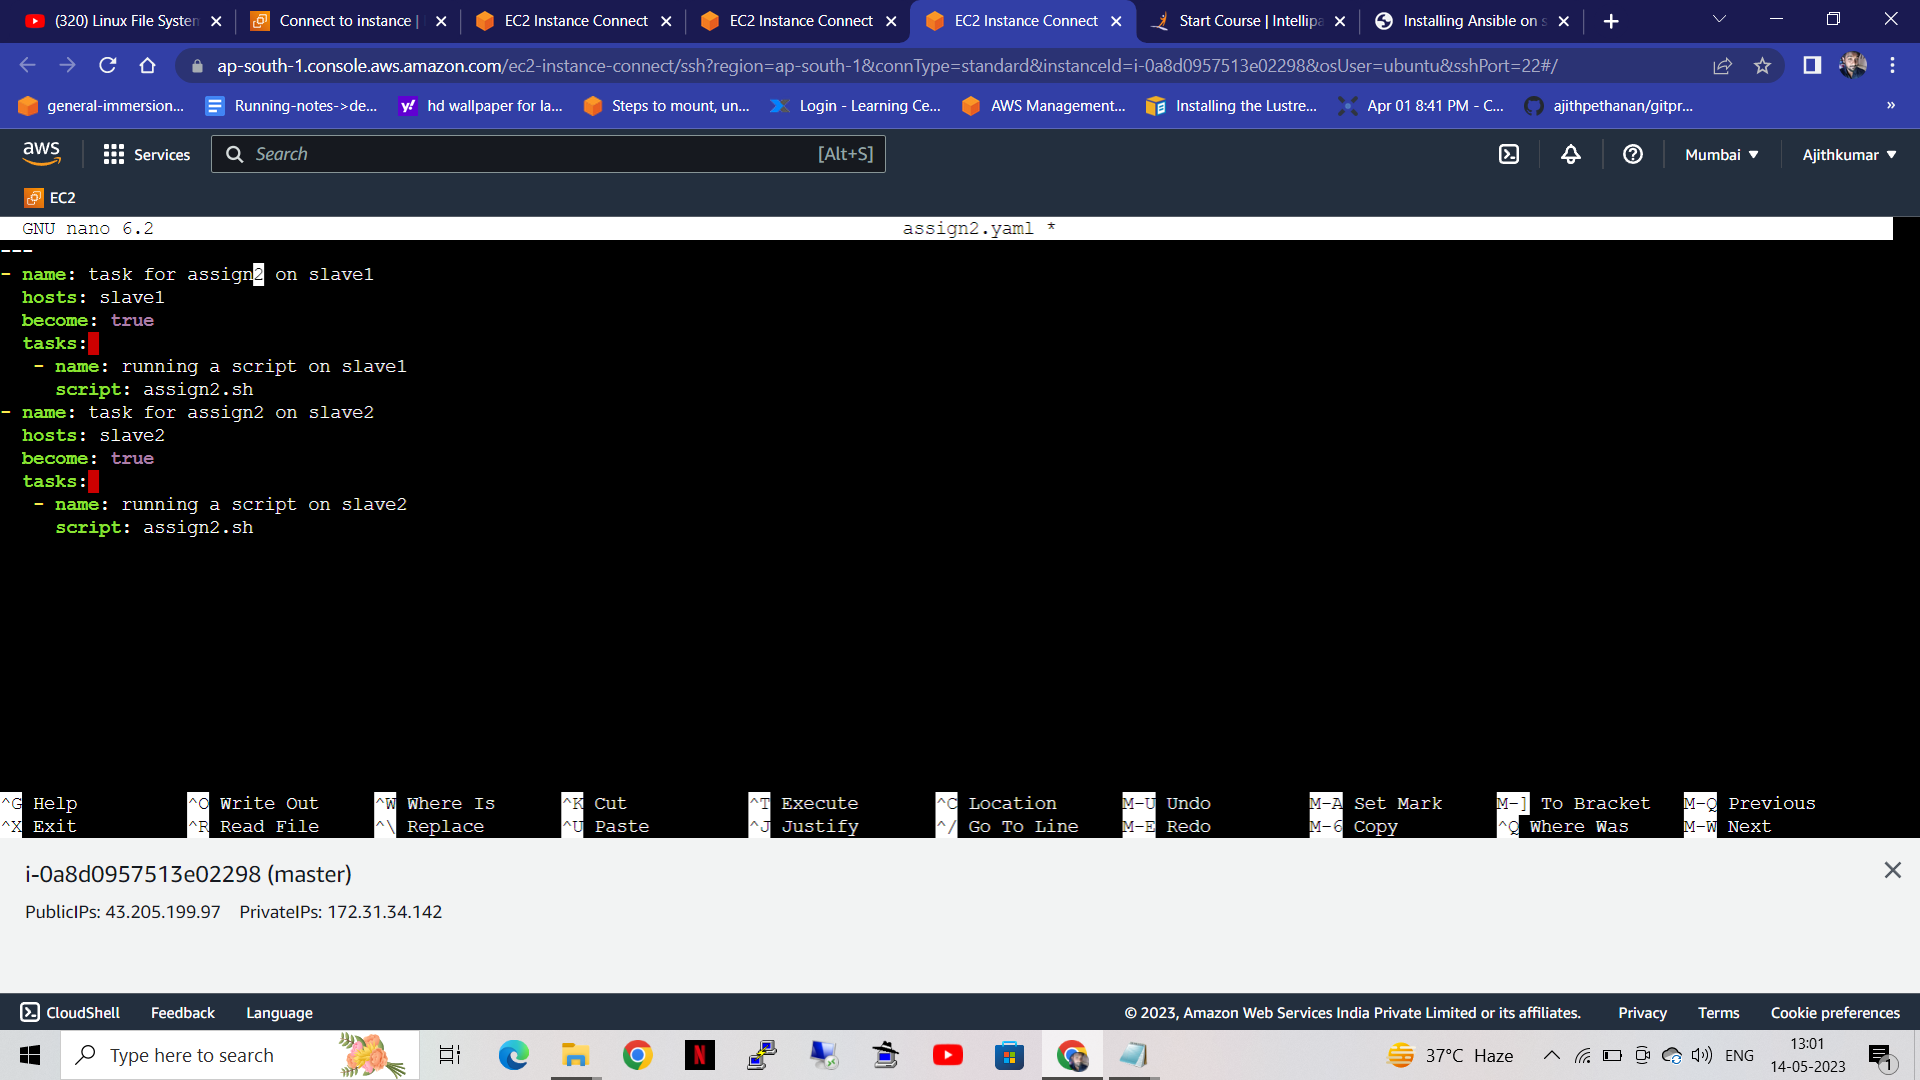 (320) Linux File System
Connect to instance |
EC2 Instance Connect
EC2 Instance Connect
EC2 Instance Connect
Start Course | Intellipa
Installing Ansible on s
ap-south-1.console.aws.amazon.com/ec2-instance-connect/ssh?region=ap-south-1&connType=standard&instanceId=i-0a8d0957513e02298&osUser=ubuntu&sshPort=22#/
general-immersion...
Running-notes->de...
hd wallpaper for la...
Steps to mount, un...
Login - Learning Ce...
AWS Management...
Installing the Lustre...
Apr 01 8:41 PM - C...
ajithpethanan/gitpr...
»
aws
Services
Search
[Alt+S]
Mumbai ▼
Ajithkumar ▼
EC2
GNU nano 6.2 assign2.yaml *
---
- name: task for assign2 on slave1
hosts: slave1
become: true
tasks:
- name: running a script on slave1
script: assign2.sh
- name: task for assign2 on slave2
hosts: slave2
become: true
tasks:
- name: running a script on slave2
script: assign2.sh
^G Help ^O Write Out ^W Where Is ^K Cut ^T Execute ^C Location M-U Undo M-A Set Mark M-] To Bracket M-Q Previous
^X Exit ^R Read File ^\ Replace ^U Paste ^J Justify ^/ Go To Line M-E Redo M-6 Copy ^Q Where Was M-W Next
i-0a8d0957513e02298 (master)
PublicIPs: 43.205.199.97 PrivateIPs: 172.31.34.142
CloudShell Feedback Language
© 2023, Amazon Web Services India Private Limited or its affiliates. Privacy Terms Cookie preferences
Type here to search
37°C Haze
ENG
13:01
14-05-2023
1